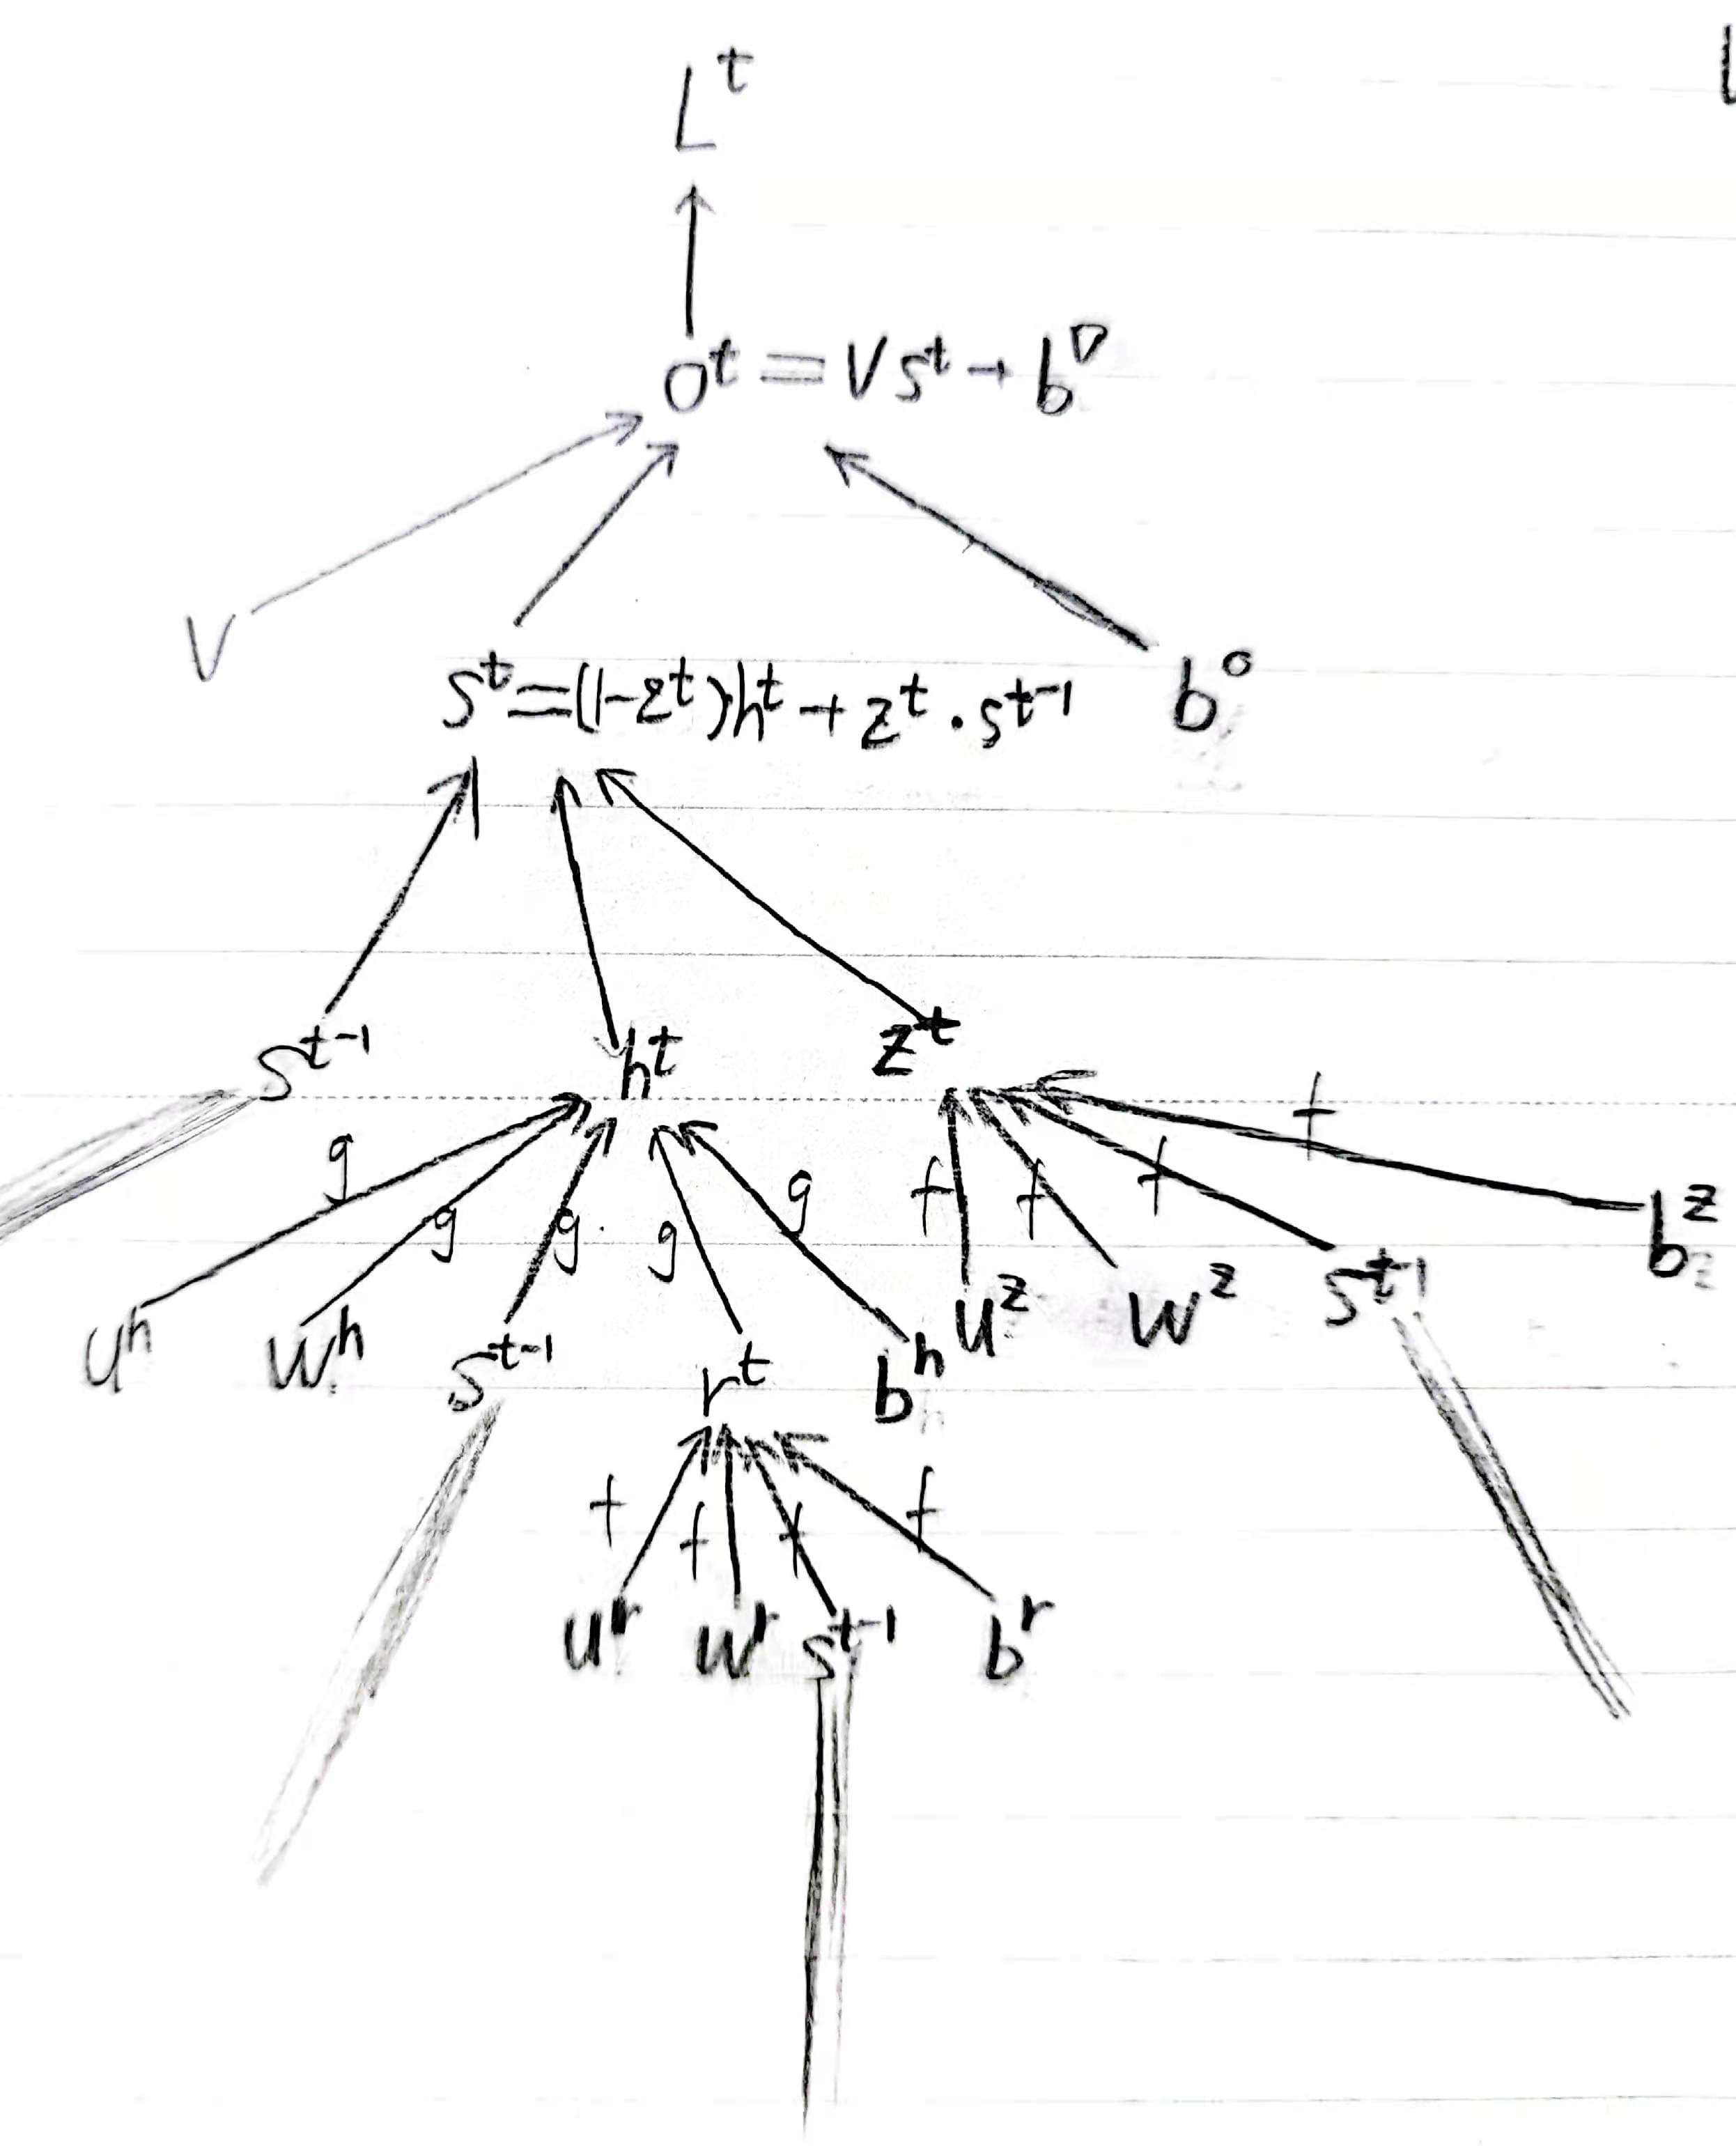 L^t
o^t = V s^t + b^o
V
s^t = (1-z^t) h^t + z^t · s^{t-1}
b^o
s^{t-1} h^t z^t
g g g g g f f f f
u^h w^h s^{t-1} r^t b^h u^z w^z s^{t-1} b^z
f f f f
u^r w^r s^{t-1} b^r